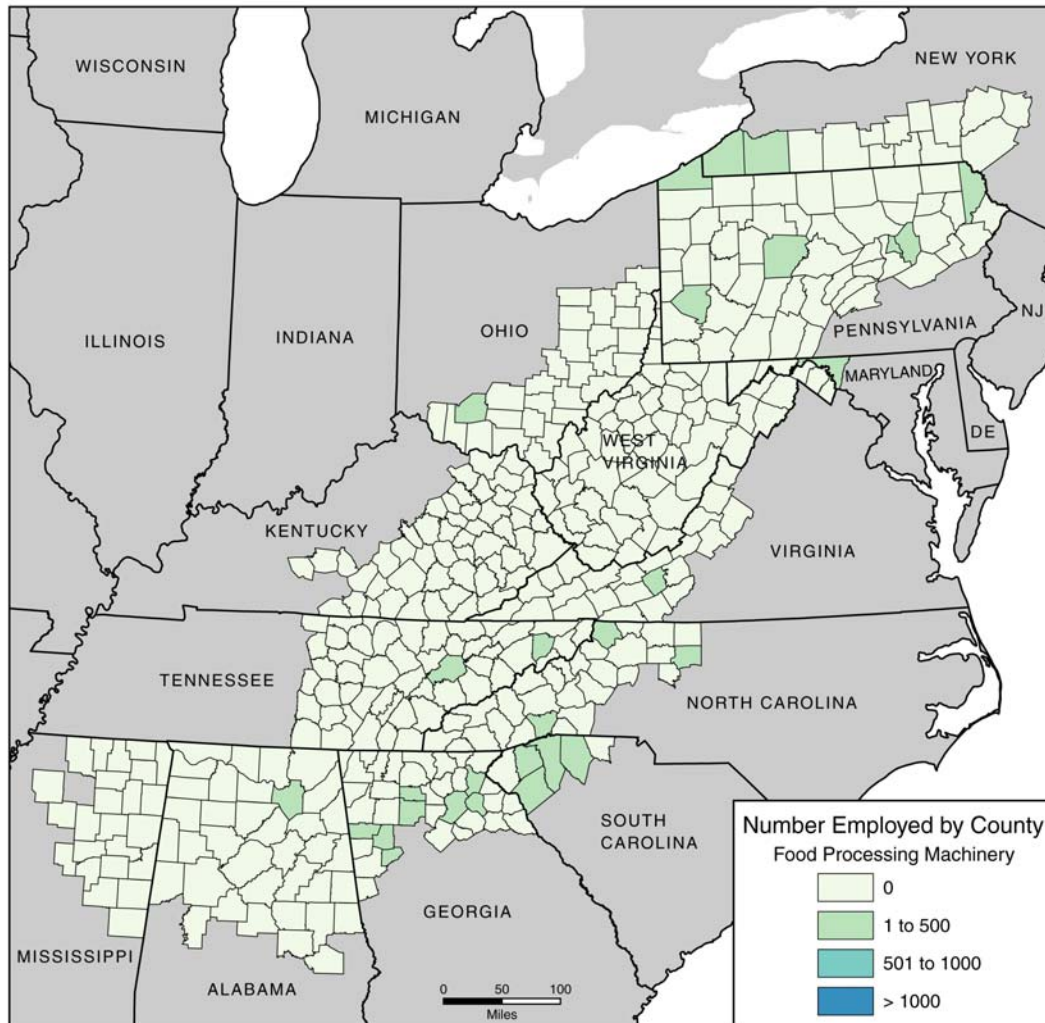 WISCONSIN
MICHIGAN
NEW YORK
ILLINOIS
INDIANA
OHIO
PENNSYLVANIA
NJ
MARYLAND
DE
WEST
VIRGINIA
KENTUCKY
VIRGINIA
TENNESSEE
NORTH CAROLINA
SOUTH
CAROLINA
GEORGIA
MISSISSIPPI
ALABAMA
0 50 100
Miles
Number Employed by County
Food Processing Machinery
0
1 to 500
501 to 1000
> 1000